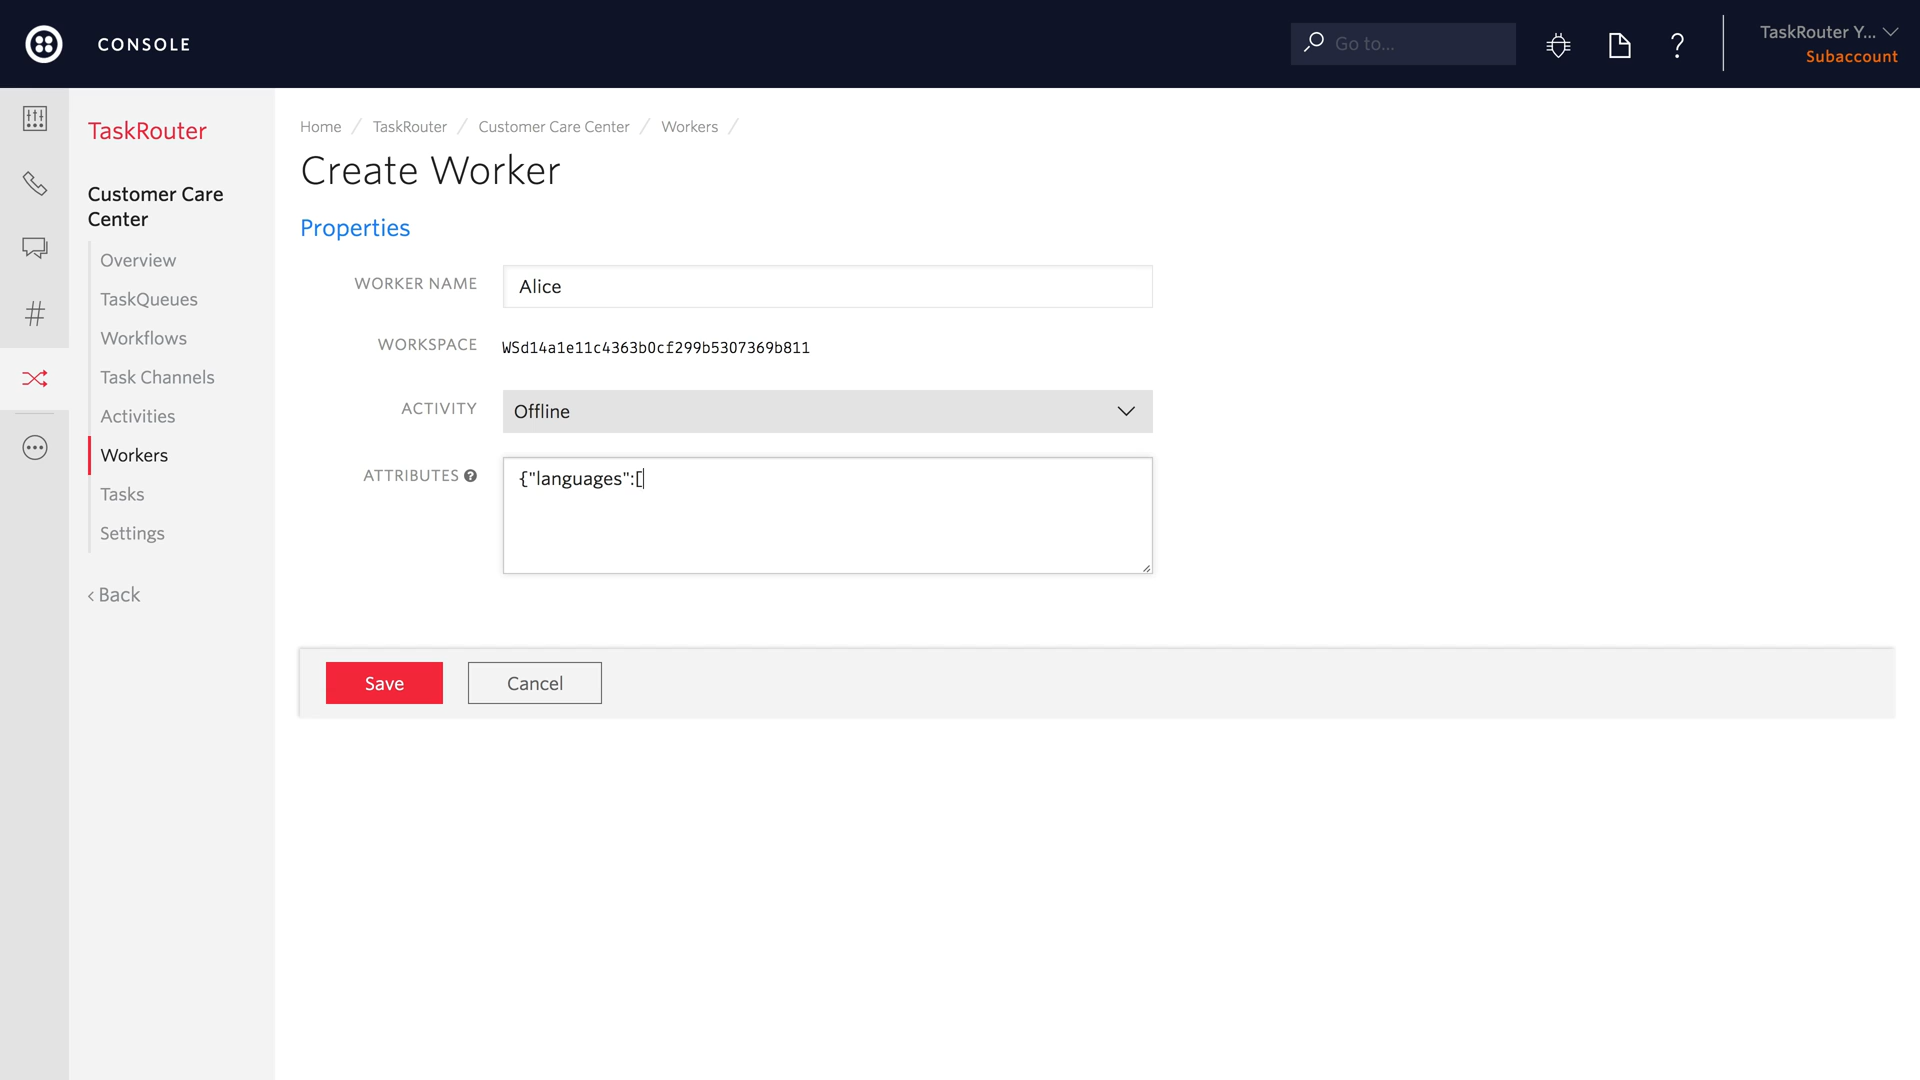 CONSOLE
Go to...
?
TaskRouter Y...
Subaccount
TaskRouter
Customer Care
Center
Overview
TaskQueues
Workflows
Task Channels
Activities
Workers
Tasks
Settings
‹ Back
Home / TaskRouter / Customer Care Center / Workers /
Create Worker
Properties
WORKER NAME
Alice
WORKSPACE
WSd14a1e11c4363b0cf299b5307369b811
ACTIVITY
Offline
ATTRIBUTES ?
{"languages":[
Save
Cancel